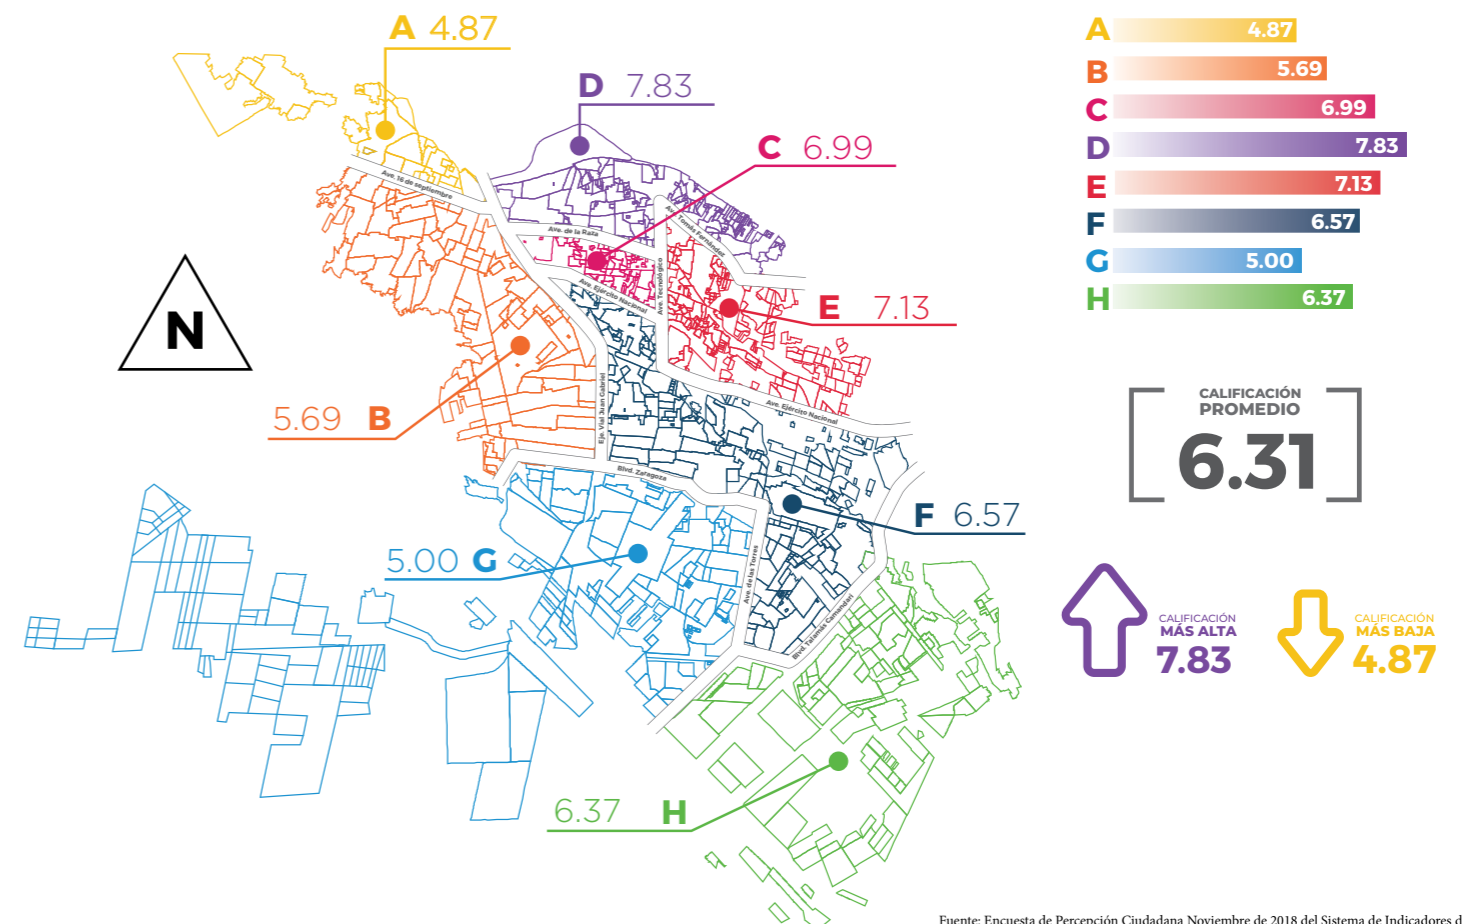 A 4.87
D 7.83
C 6.99
Ave. 16 de septiembre
Ave. de la Raza
Ave. Tomás Fernández
Ave. Tecnológico
Ave. Ejército Nacional
N
E 7.13
5.69 B
Eje. Vial Juan Gabriel
Ave. Ejército Nacional
Blvd. Zaragoza
F 6.57
5.00 G
Ave. de las Torres
Blvd. Talamás Camandari
6.37 H
A 4.87
B 5.69
C 6.99
D 7.83
E 7.13
F 6.57
G 5.00
H 6.37
CALIFICACIÓN
PROMEDIO
6.31
CALIFICACIÓN
MÁS ALTA
7.83
CALIFICACIÓN
MÁS BAJA
4.87
Fuente: Encuesta de Percepción Ciudadana Noviembre de 2018 del Sistema de Indicadores d